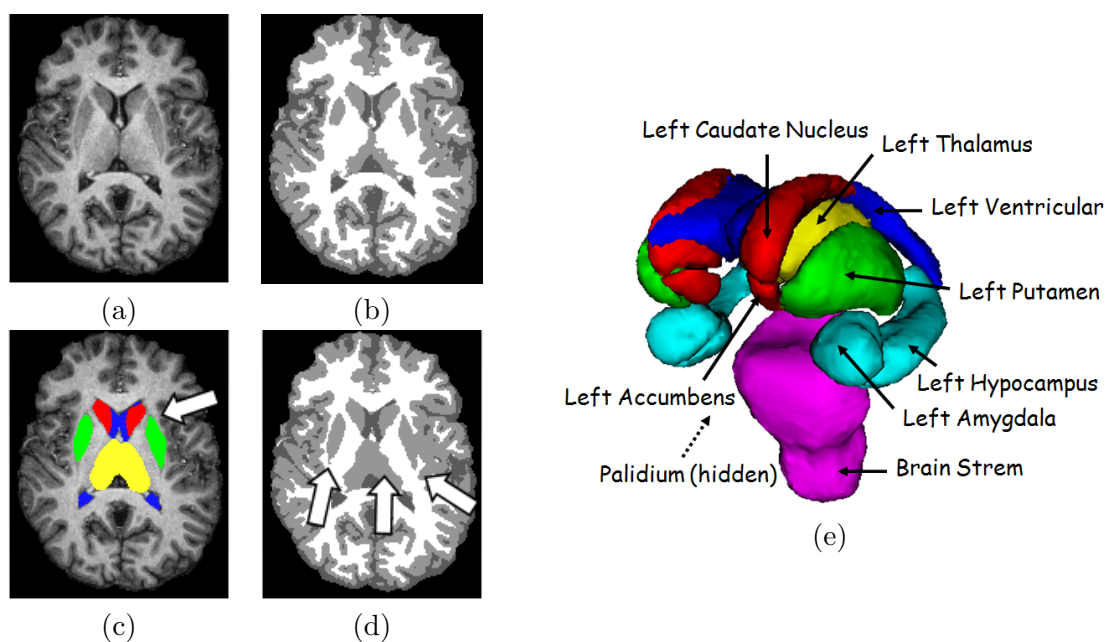 (a)
(b)
(c)
(d)
Left Caudate Nucleus
Left Thalamus
Left Ventricular
Left Putamen
Left Hypocampus
Left Accumbens
Left Amygdala
Palidium (hidden)
Brain Strem
(e)